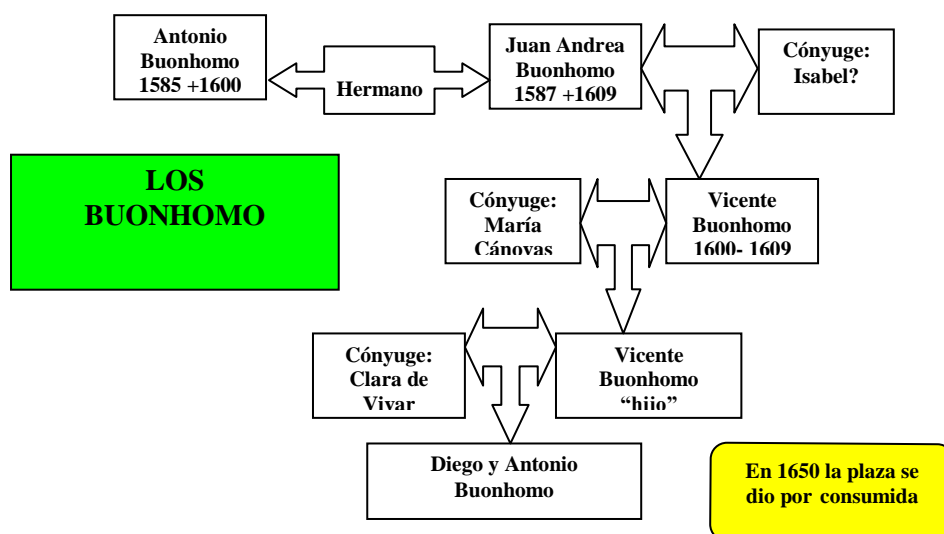 Antonio
Buonhomo
1585 +1600
Hermano
Juan Andrea
Buonhomo
1587 +1609
Cónyuge:
Isabel?
LOS
BUONHOMO
Cónyuge:
María
Cánovas
Vicente
Buonhomo
1600- 1609
Cónyuge:
Clara de
Vivar
Vicente
Buonhomo
“hijo”
Diego y Antonio
Buonhomo
En 1650 la plaza se
dio por consumida